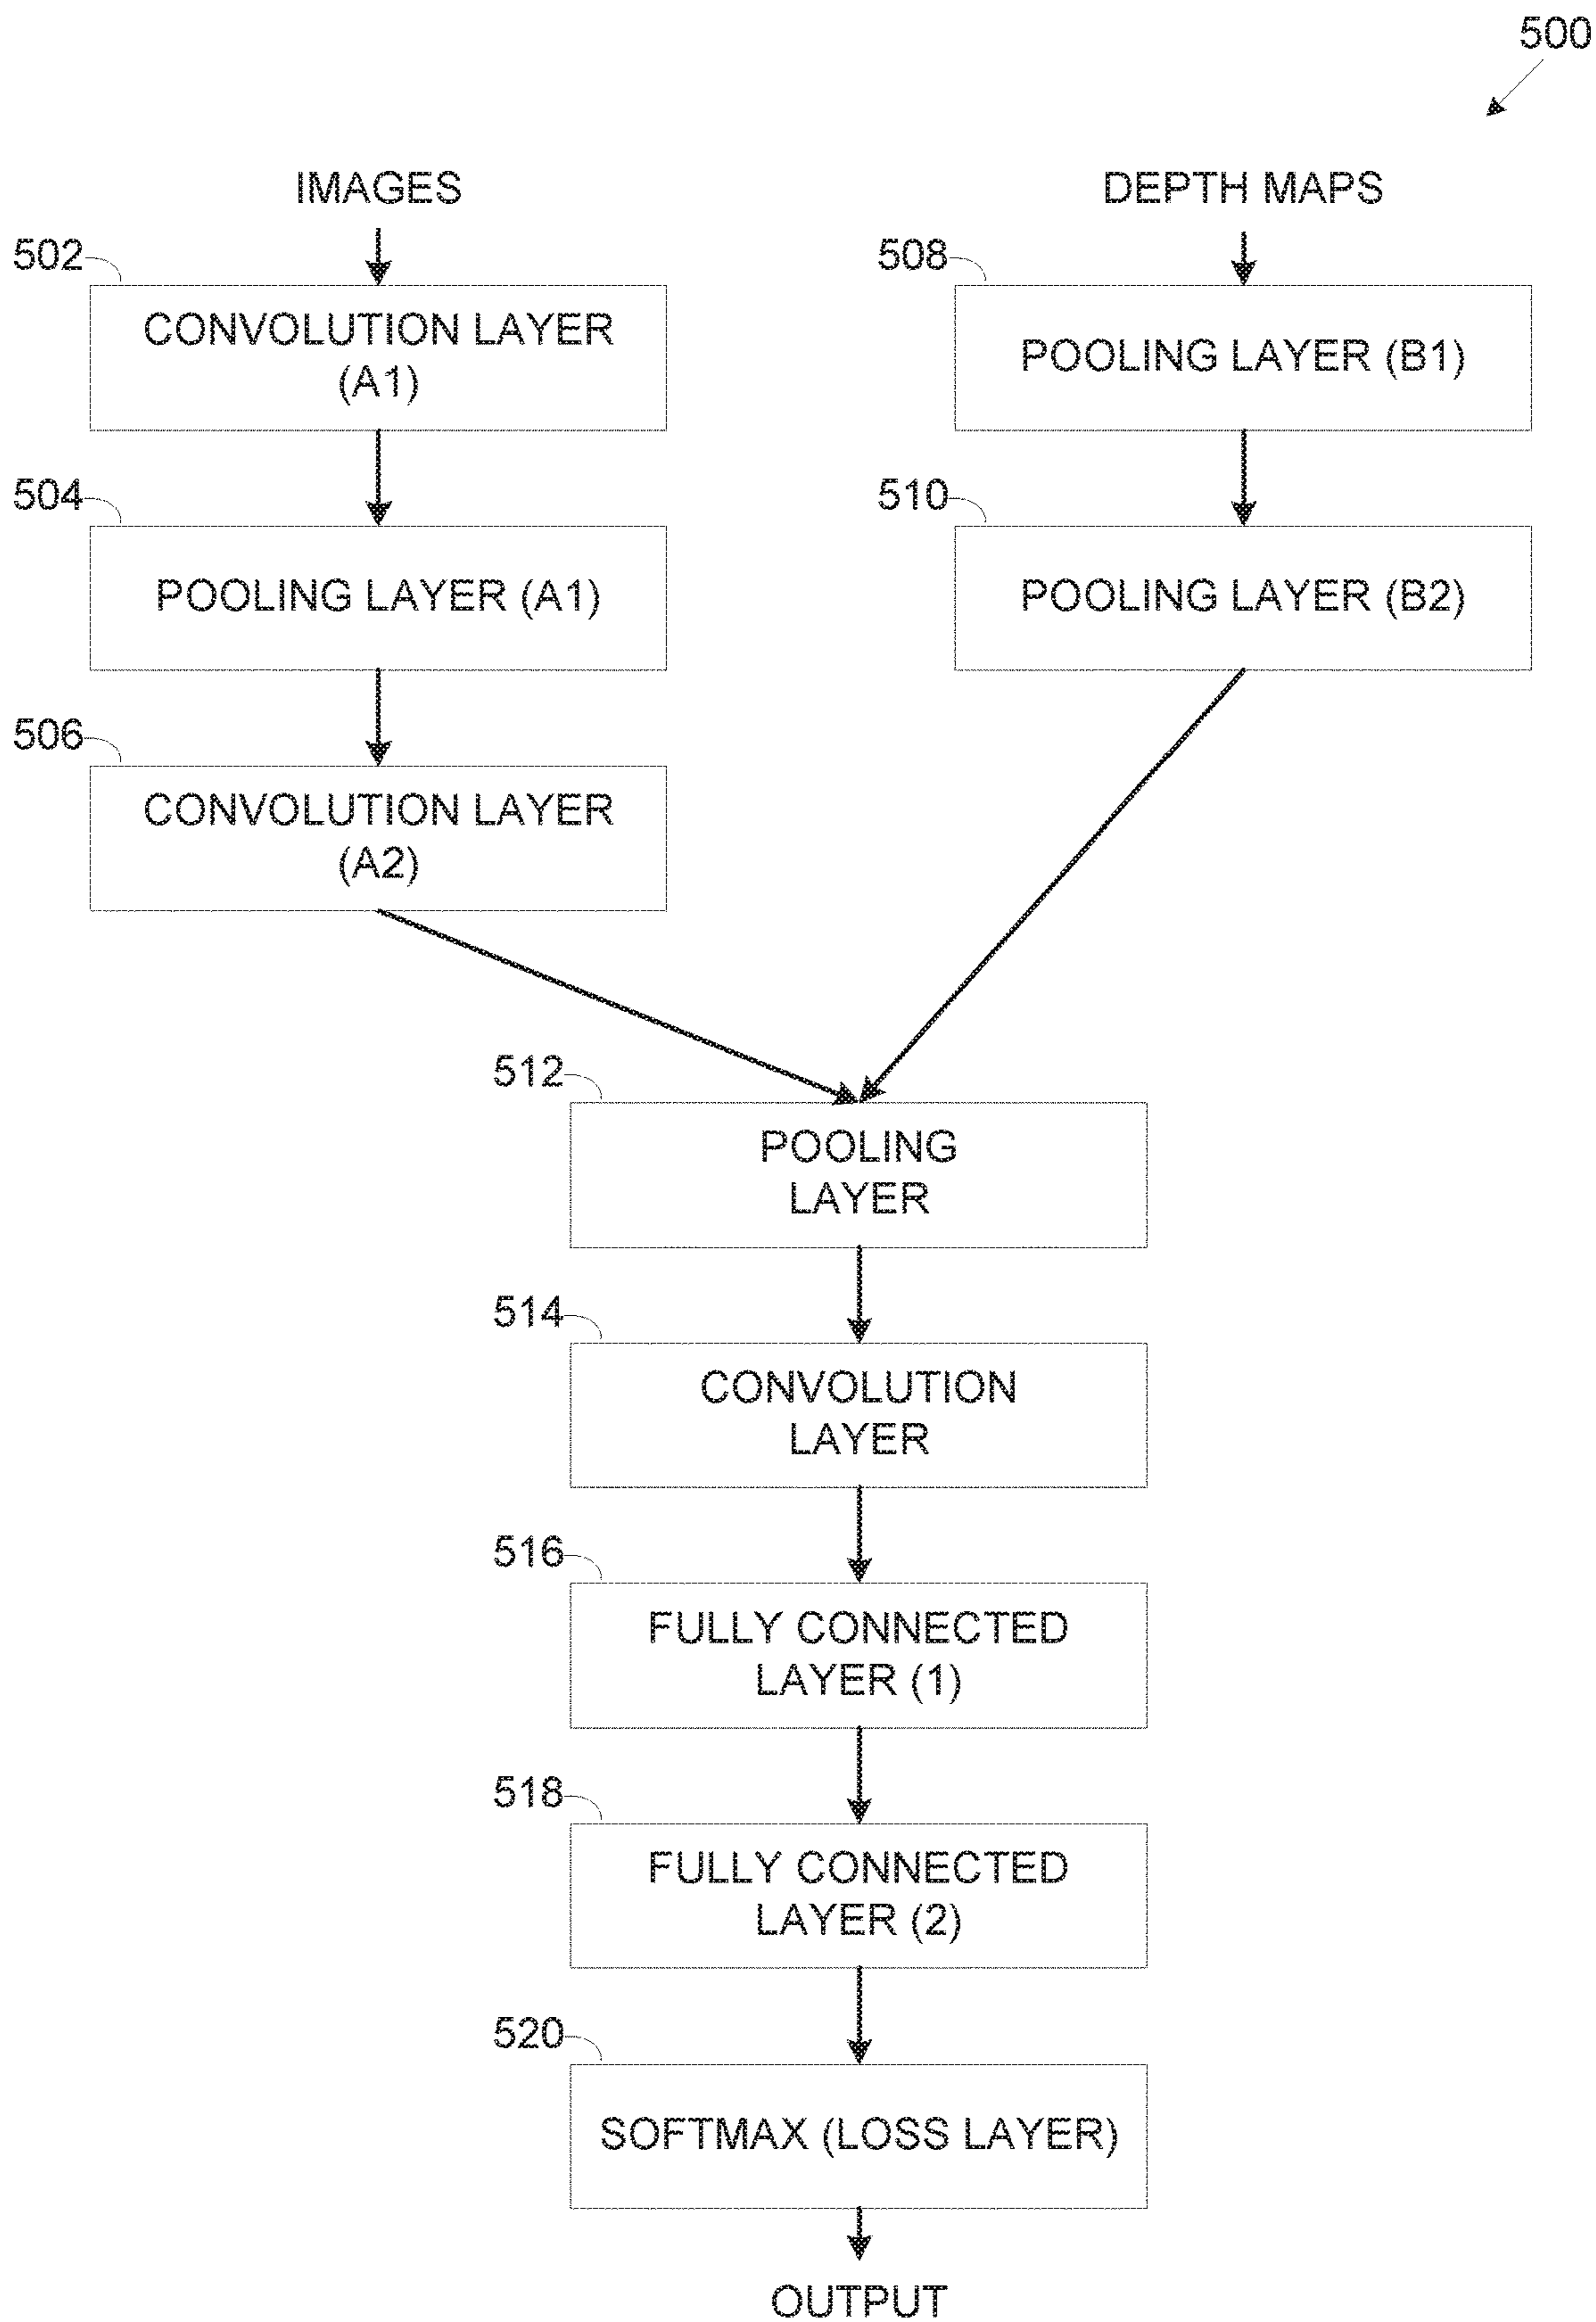 500
IMAGES
DEPTH MAPS
502
CONVOLUTION LAYER
(A1)
508
POOLING LAYER (B1)
504
POOLING LAYER (A1)
510
POOLING LAYER (B2)
506
CONVOLUTION LAYER
(A2)
512
POOLING
LAYER
514
CONVOLUTION
LAYER
516
FULLY CONNECTED
LAYER (1)
518
FULLY CONNECTED
LAYER (2)
520
SOFTMAX (LOSS LAYER)
OUTPUT